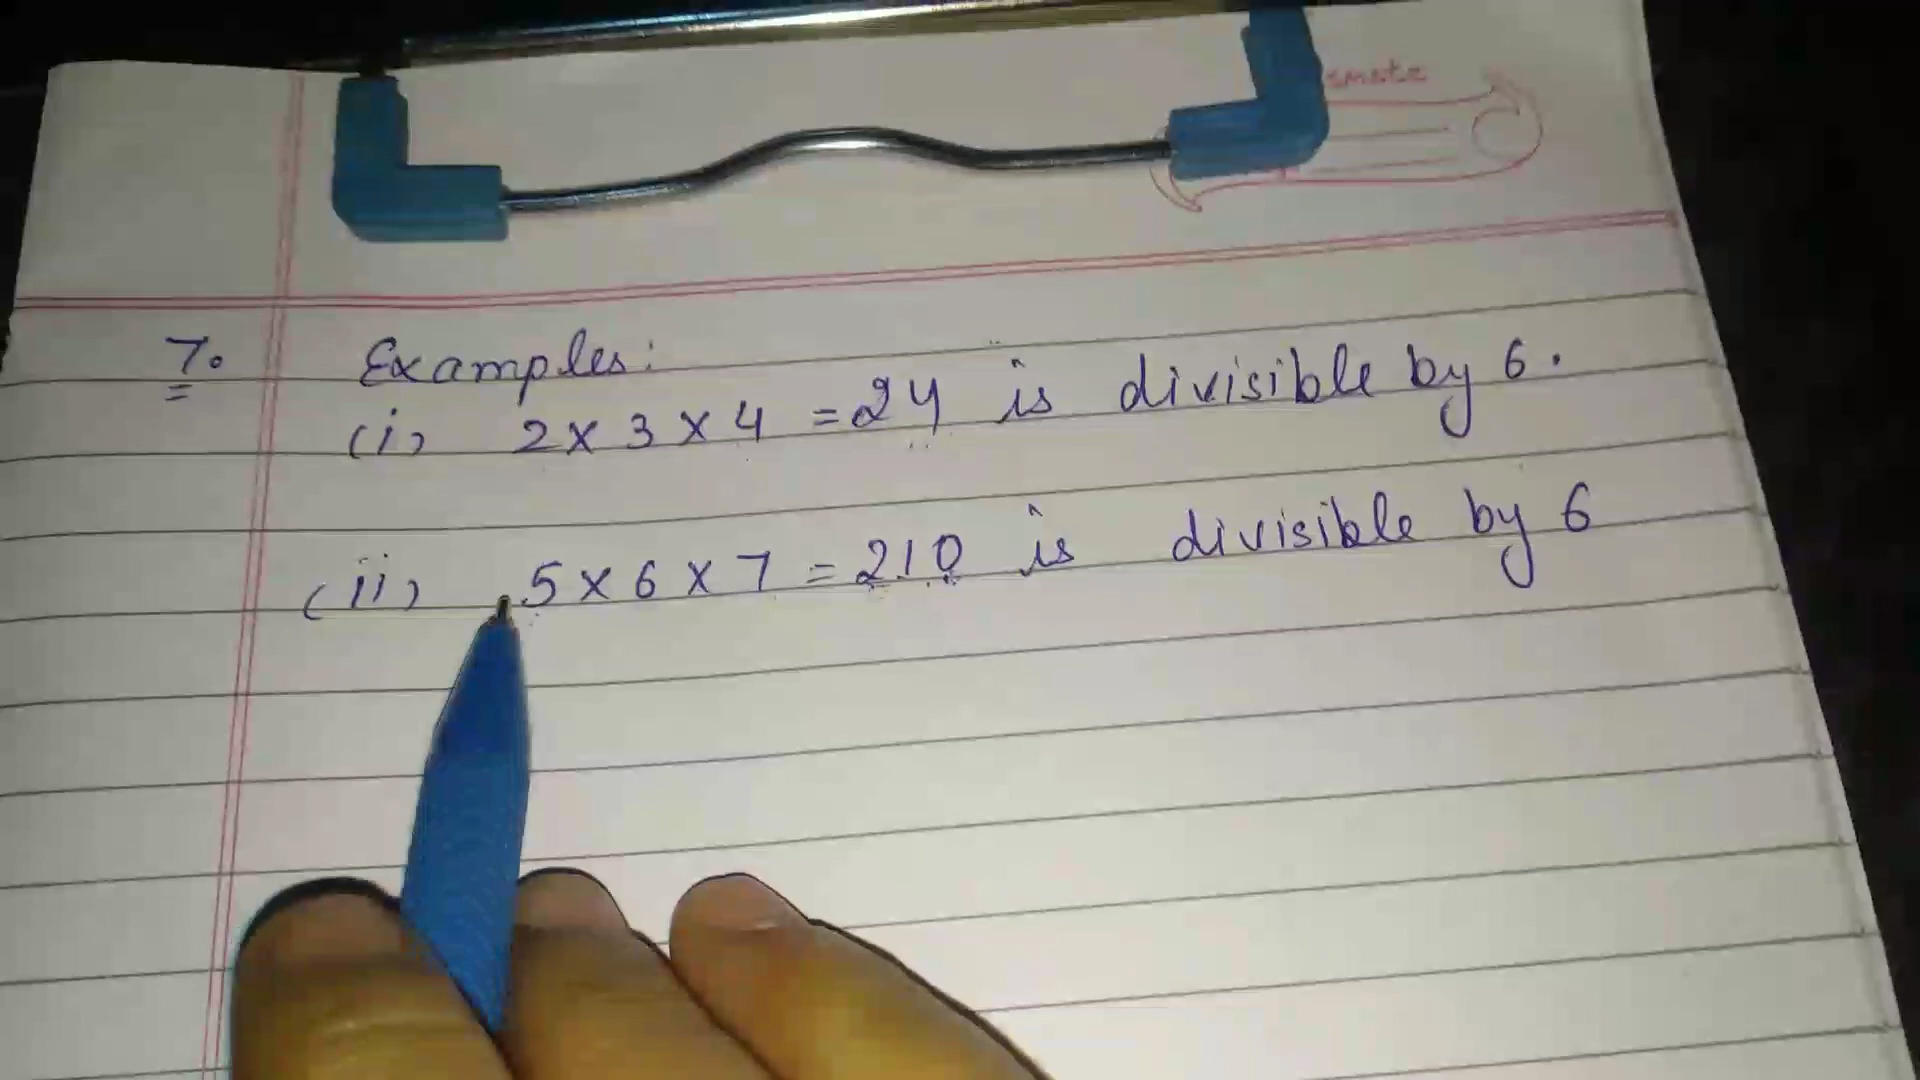 7. Examples:
(i) 2 x 3 x 4 = 24 is divisible by 6.
(ii) 5 x 6 x 7 = 210 is divisible by 6